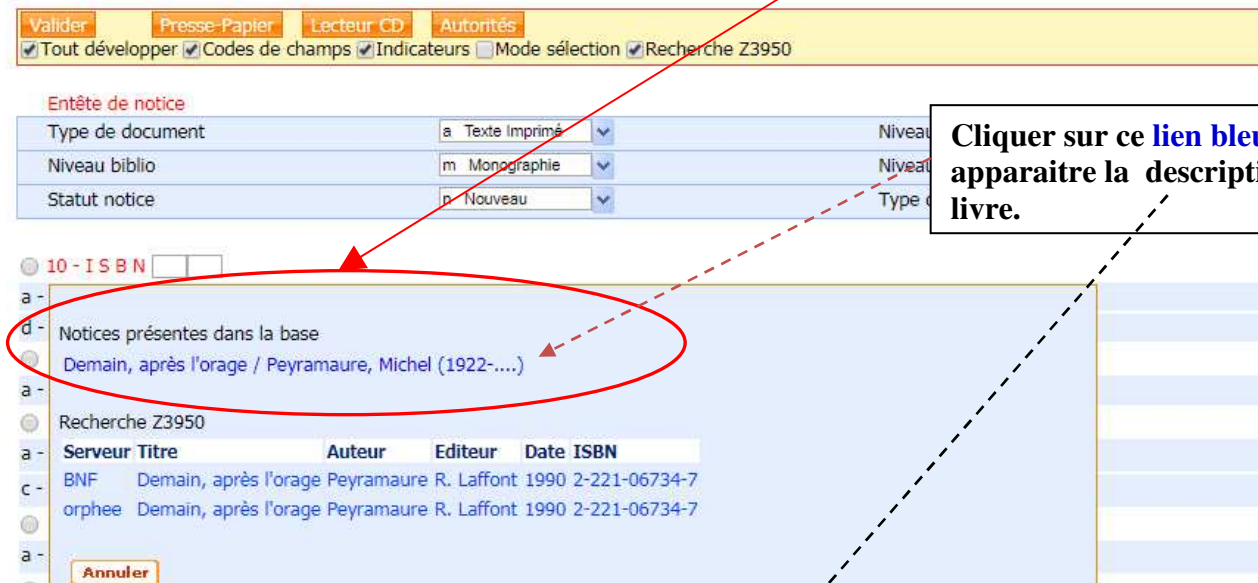 Valider Presse-Papier Lecteur CD Autorités
Tout développer Codes de champs Indicateurs Mode sélection Recherche Z3950
Entête de notice
Type de document a Texte Imprimé
Niveau biblio m Monographie
Statut notice n Nouveau Type
Cliquer sur ce lien bleu
apparaitre la descripti
livre.
10 - I S B N
a -
d - Notices présentes dans la base
Demain, après l'orage / Peyramaure, Michel (1922-....)
a -
Recherche Z3950
a - Serveur Titre Auteur Editeur Date ISBN
c - BNF Demain, après l'orage Peyramaure R. Laffont 1990 2-221-06734-7
orphee Demain, après l'orage Peyramaure R. Laffont 1990 2-221-06734-7
a -
Annuler